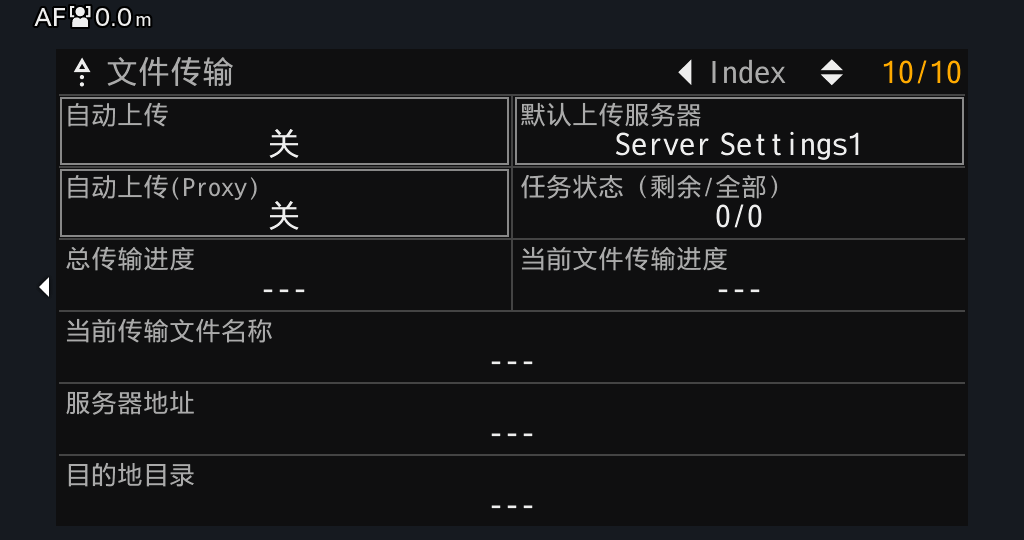 AF 0.0m
文件传输 Index 10/10
自动上传
关
默认上传服务器
Server Settings1
自动上传(Proxy)
关
任务状态（剩余/全部）
0/0
总传输进度
---
当前文件传输进度
---
当前传输文件名称
---
服务器地址
---
目的地目录
---